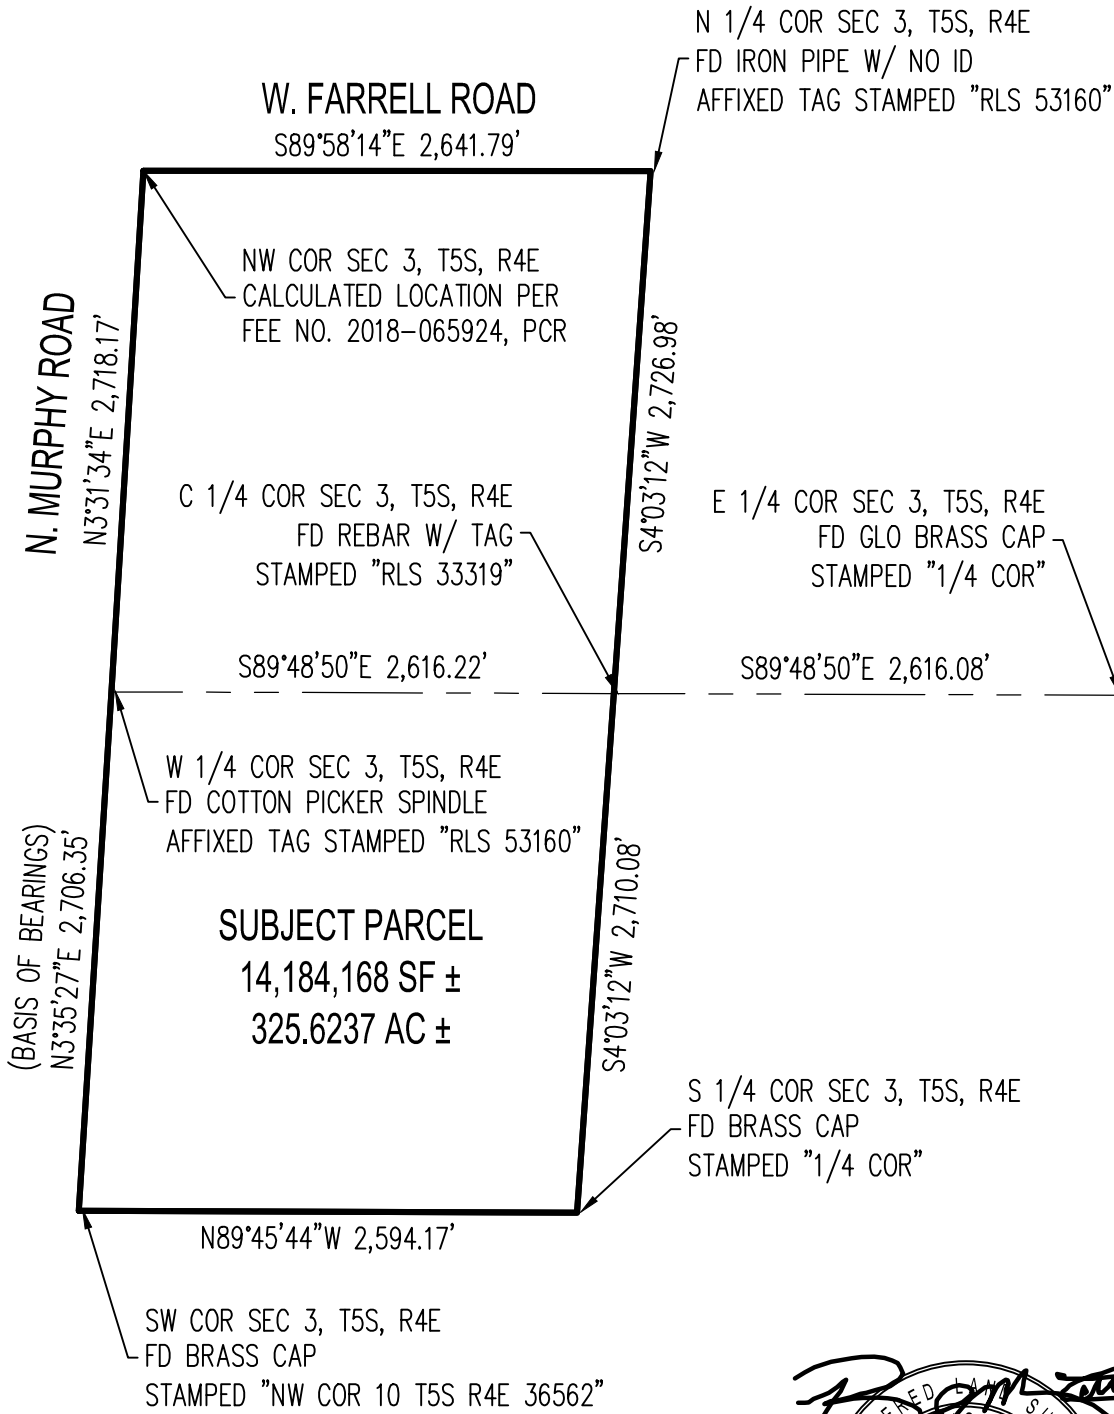 N 1/4 COR SEC 3, T5S, R4E
FD IRON PIPE W/ NO ID
AFFIXED TAG STAMPED "RLS 53160"
W. FARRELL ROAD
S89°58'14"E 2,641.79'
NW COR SEC 3, T5S, R4E
CALCULATED LOCATION PER
FEE NO. 2018-065924, PCR
N. MURPHY ROAD
N3°31'34"E 2,718.17'
S4°03'12"W 2,726.98'
C 1/4 COR SEC 3, T5S, R4E
FD REBAR W/ TAG
STAMPED "RLS 33319"
E 1/4 COR SEC 3, T5S, R4E
FD GLO BRASS CAP
STAMPED "1/4 COR"
S89°48'50"E 2,616.22'
S89°48'50"E 2,616.08'
W 1/4 COR SEC 3, T5S, R4E
FD COTTON PICKER SPINDLE
AFFIXED TAG STAMPED "RLS 53160"
(BASIS OF BEARINGS)
N3°35'27"E 2,706.35'
S4°03'12"W 2,710.08'
SUBJECT PARCEL
14,184,168 SF ±
325.6237 AC ±
S 1/4 COR SEC 3, T5S, R4E
FD BRASS CAP
STAMPED "1/4 COR"
N89°45'44"W 2,594.17'
SW COR SEC 3, T5S, R4E
FD BRASS CAP
STAMPED "NW COR 10 T5S R4E 36562"
LAND